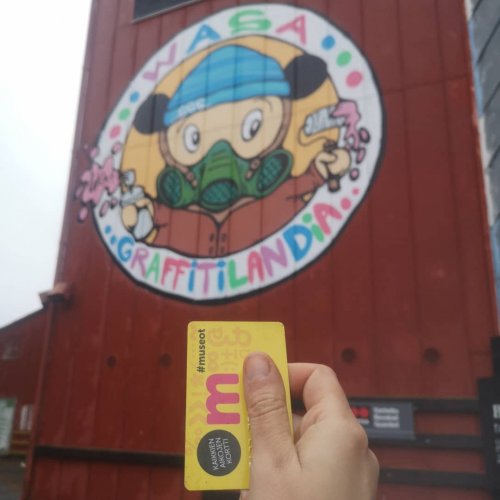 WASA
GRAFFITILANDIA..
#museot
m
KAIKKIEN
AIKOJEN
KORTTI